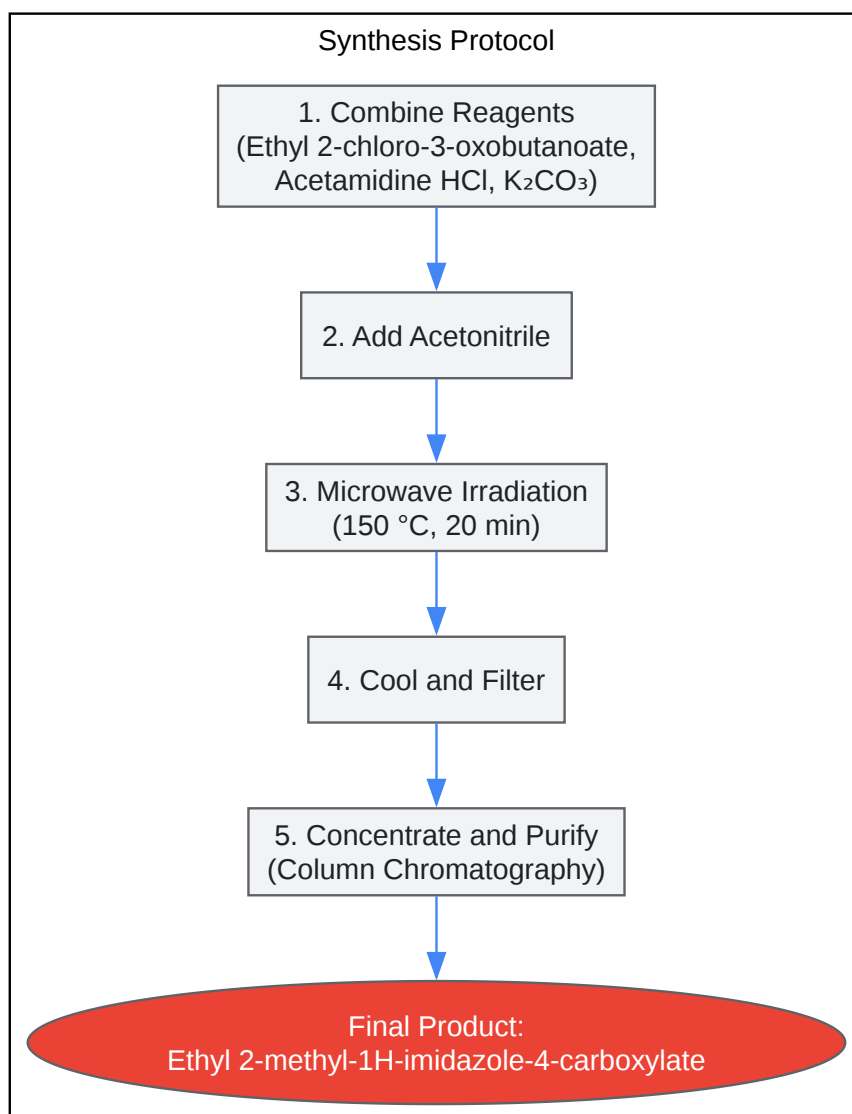 Synthesis Protocol
1. Combine Reagents
(Ethyl 2-chloro-3-oxobutanoate,
Acetamidine HCl, K₂CO₃)
2. Add Acetonitrile
3. Microwave Irradiation
(150 °C, 20 min)
4. Cool and Filter
5. Concentrate and Purify
(Column Chromatography)
Final Product:
Ethyl 2-methyl-1H-imidazole-4-carboxylate